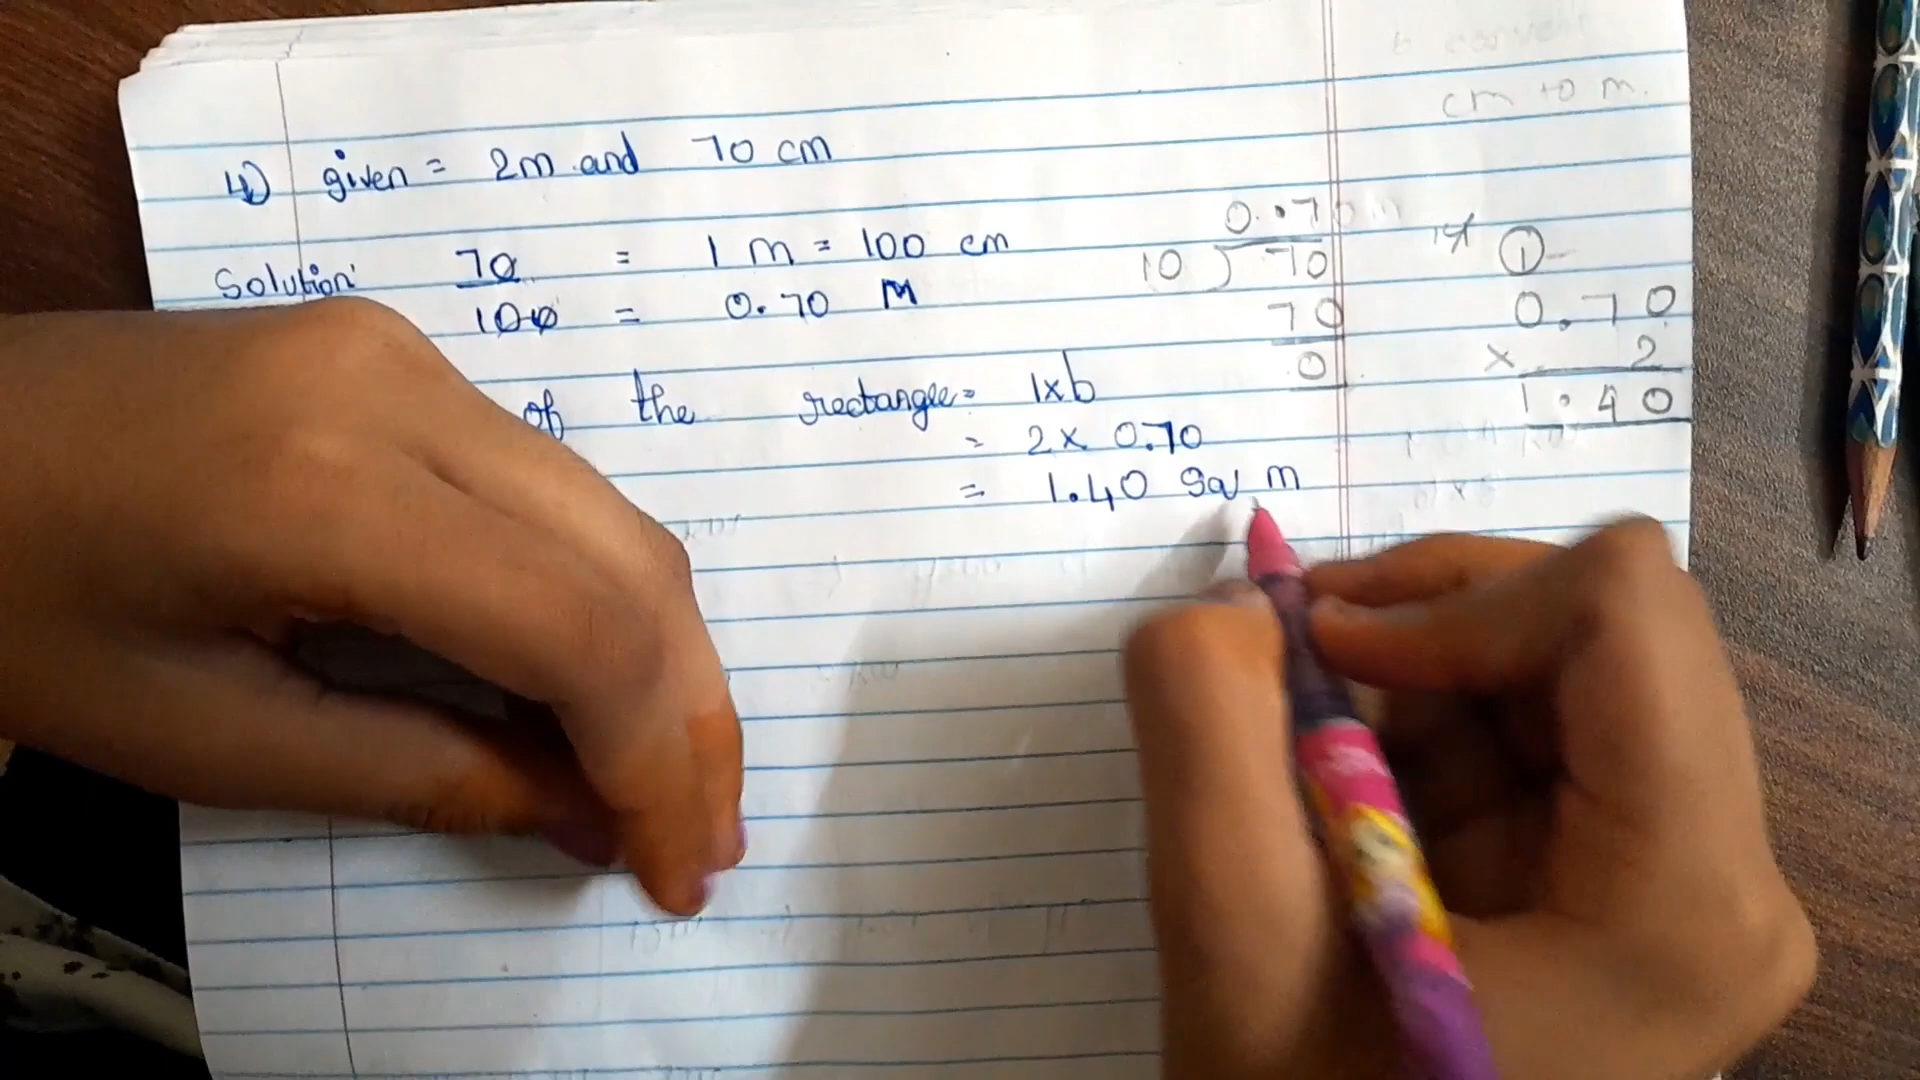 4) given = 2m and 70 cm
Solution: 70 = 1 m = 100 cm
100 = 0.70 M
of the rectangle = l×b
= 2× 0.70
= 1.40 Sq m
cm to m.
0.7
10 ) 70
70
0
1
0.70
× 2
1.40